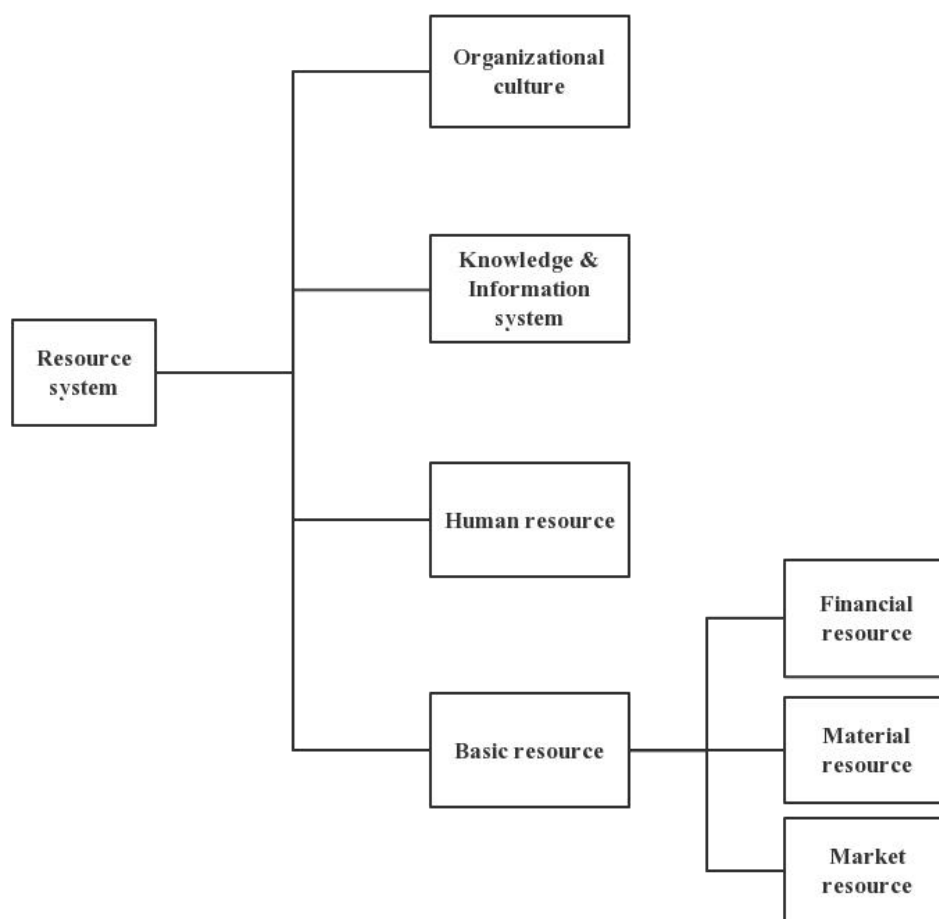 Organizational
culture
Knowledge &
Information
system
Resource
system
Human resource
Financial
resource
Basic resource
Material
resource
Market
resource